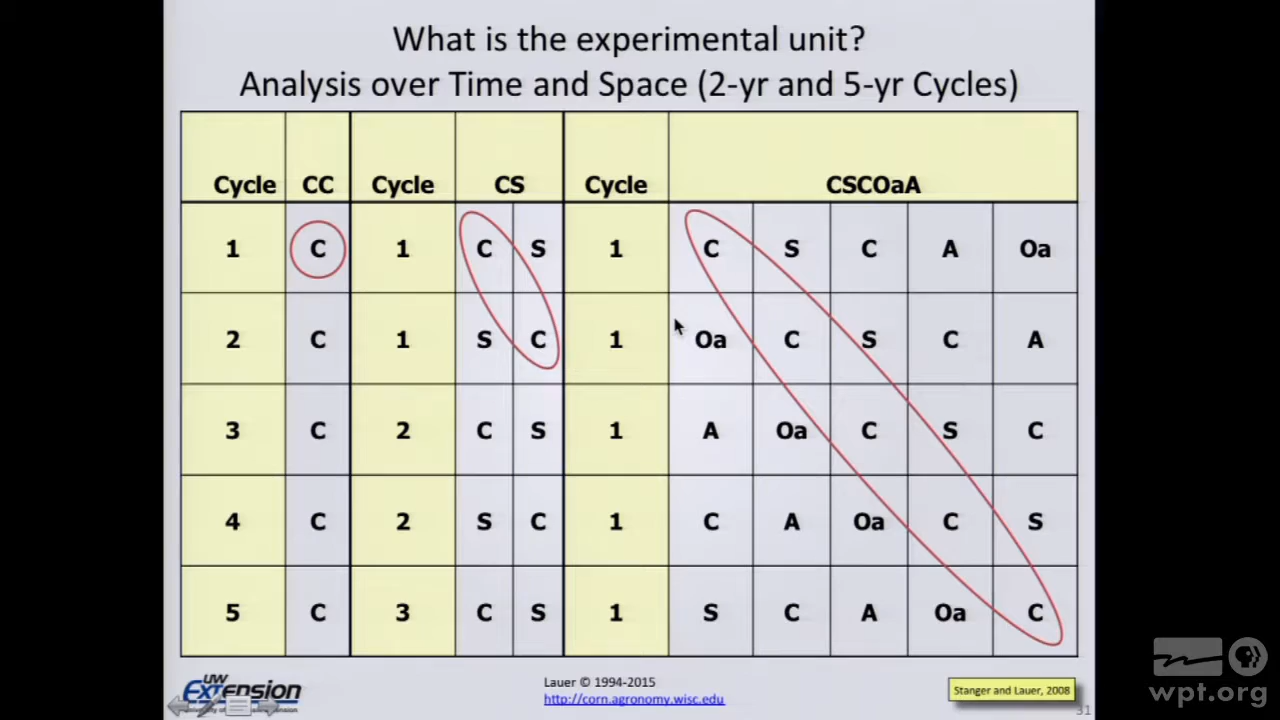 What is the experimental unit?
Analysis over Time and Space (2-yr and 5-yr Cycles)
Cycle CC Cycle CS Cycle CSCOaA
1 C 1 C S 1 C S C A Oa
2 C 1 S C 1 Oa C S C A
3 C 2 C S 1 A Oa C S C
4 C 2 S C 1 C A Oa C S
5 C 3 C S 1 S C A Oa C
UW
Extension
Lauer © 1994-2015
http://corn.agronomy.wisc.edu
Stanger and Lauer, 2008
31
wpt.org